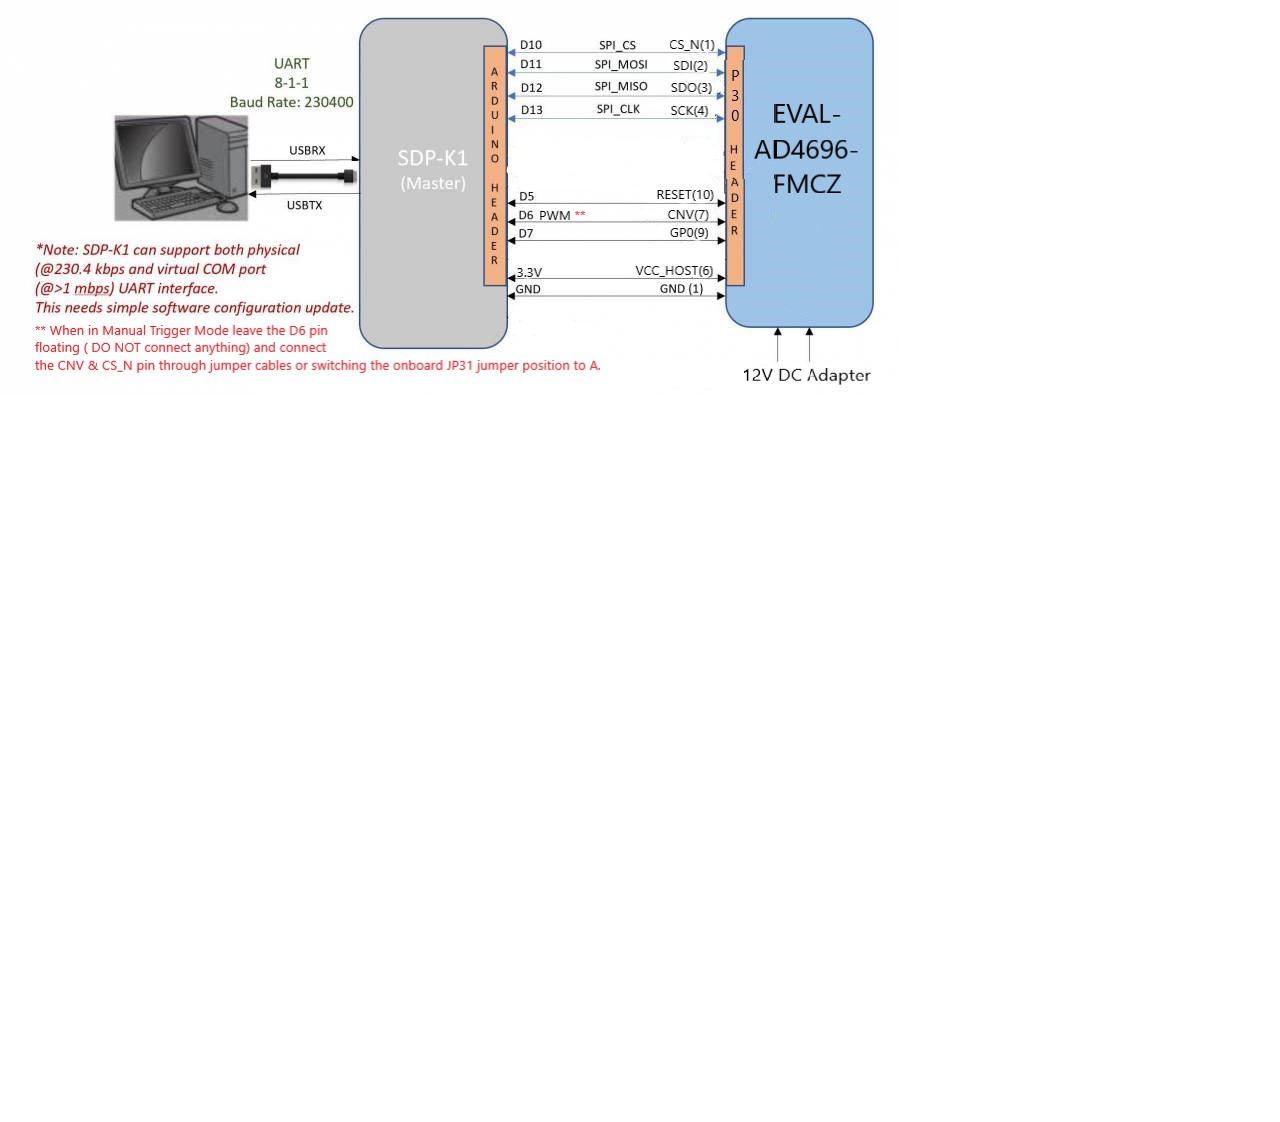 UART
8-1-1
Baud Rate: 230400
USBRX
USBTX
*Note: SDP-K1 can support both physical
(@230.4 kbps and virtual COM port
(@>1 mbps) UART interface.
This needs simple software configuration update.
** When in Manual Trigger Mode leave the D6 pin
floating ( DO NOT connect anything) and connect
the CNV & CS_N pin through jumper cables or switching the onboard JP31 jumper position to A.
SDP-K1
(Master)
ARDUINO HEADER
D10 SPI_CS CS_N(1)
D11 SPI_MOSI SDI(2)
D12 SPI_MISO SDO(3)
D13 SPI_CLK SCK(4)
D5 RESET(10)
D6 PWM ** CNV(7)
D7 GP0(9)
3.3V VCC_HOST(6)
GND GND (1)
P30 HEADER
EVAL-
AD4696-
FMCZ
12V DC Adapter